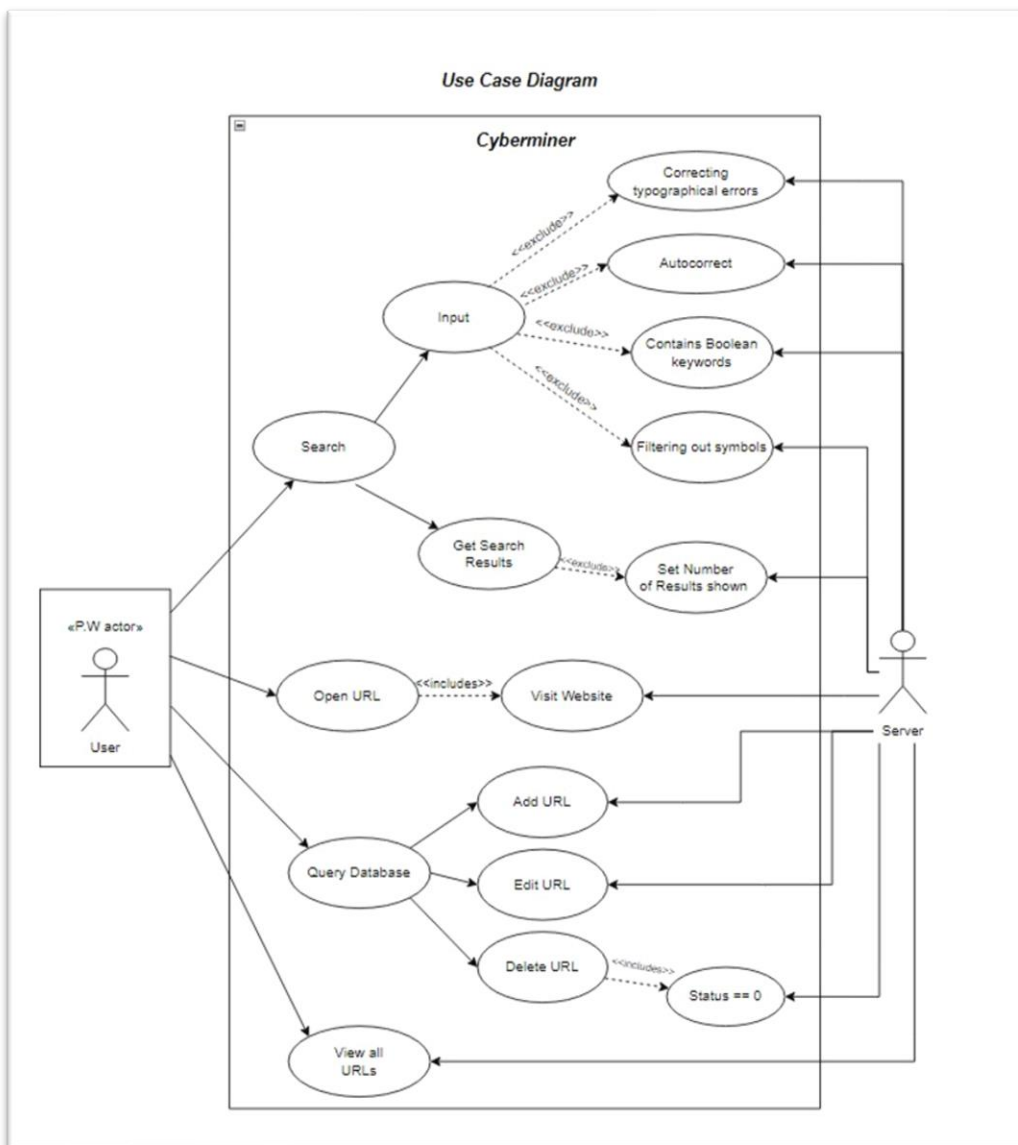 Use Case Diagram
Cyberminer
Correcting
typographical errors
<<exclude>>
Autocorrect
<<exclude>>
Input
<<exclude>>
Contains Boolean
keywords
<<exclude>>
Search
Filtering out symbols
Get Search
Results
<<exclude>>
Set Number
of Results shown
«P.W actor»
User
Open URL
<<includes>>
Visit Website
Server
Add URL
Query Database
Edit URL
Delete URL
<<includes>>
Status == 0
View all
URLs